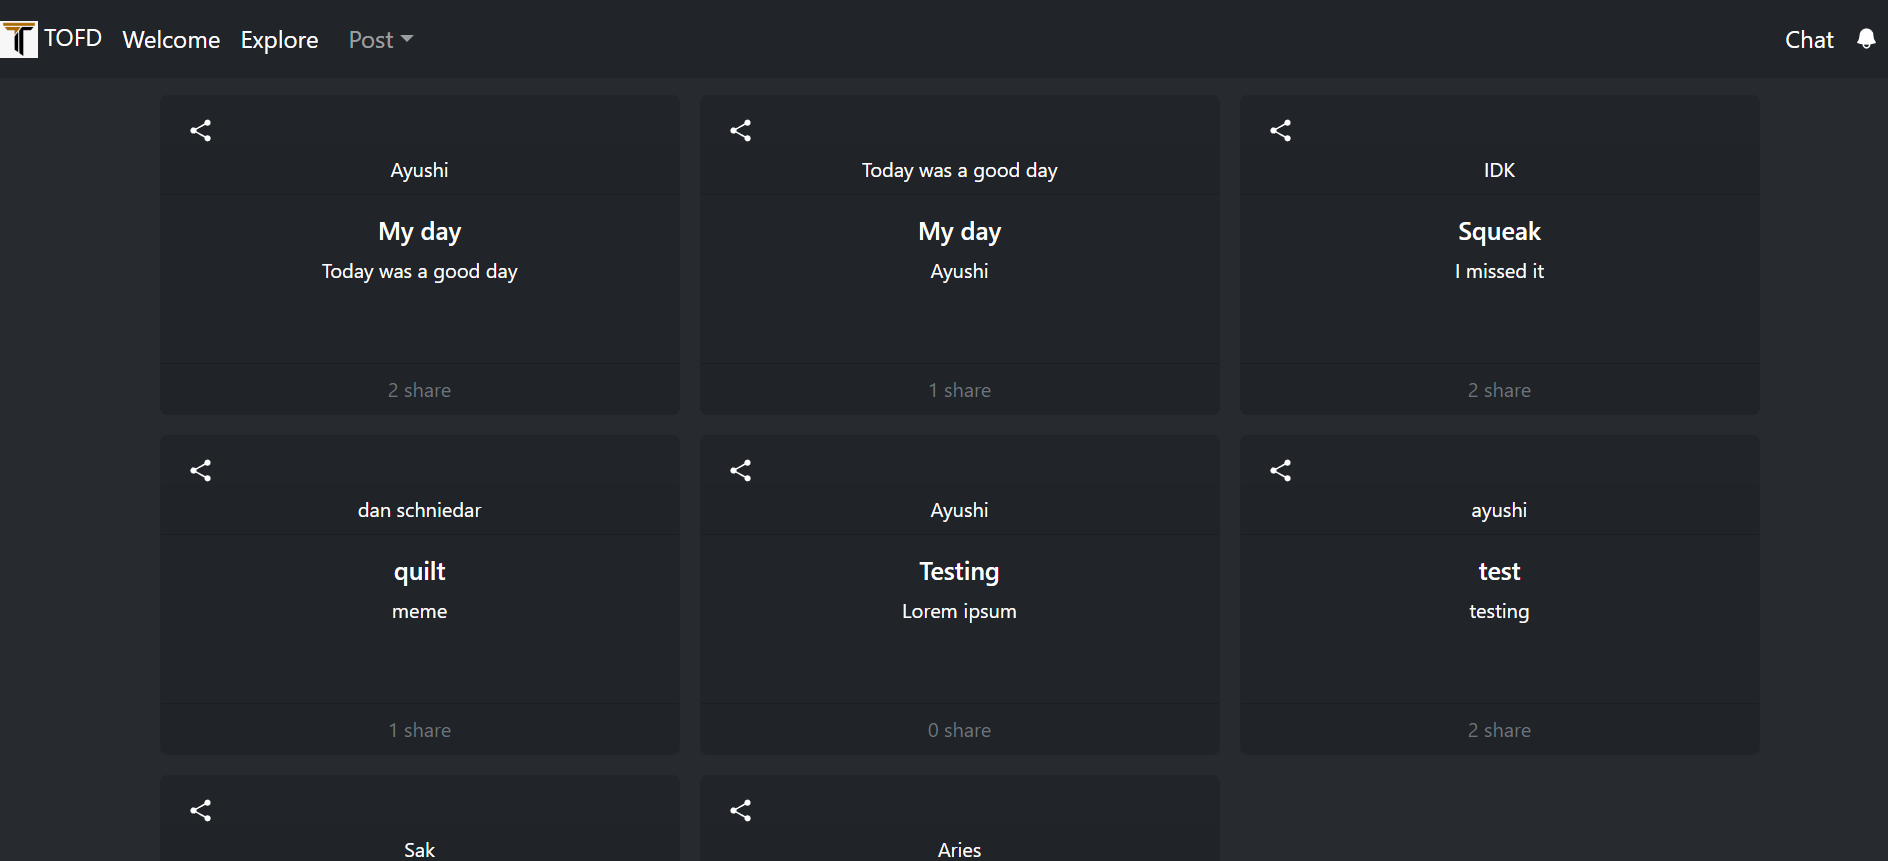 TOFD Welcome Explore Post Chat
Ayushi
My day
Today was a good day
2 share
Today was a good day
My day
Ayushi
1 share
IDK
Squeak
I missed it
2 share
dan schniedar
quilt
meme
1 share
Ayushi
Testing
Lorem ipsum
0 share
ayushi
test
testing
2 share
Sak
Aries